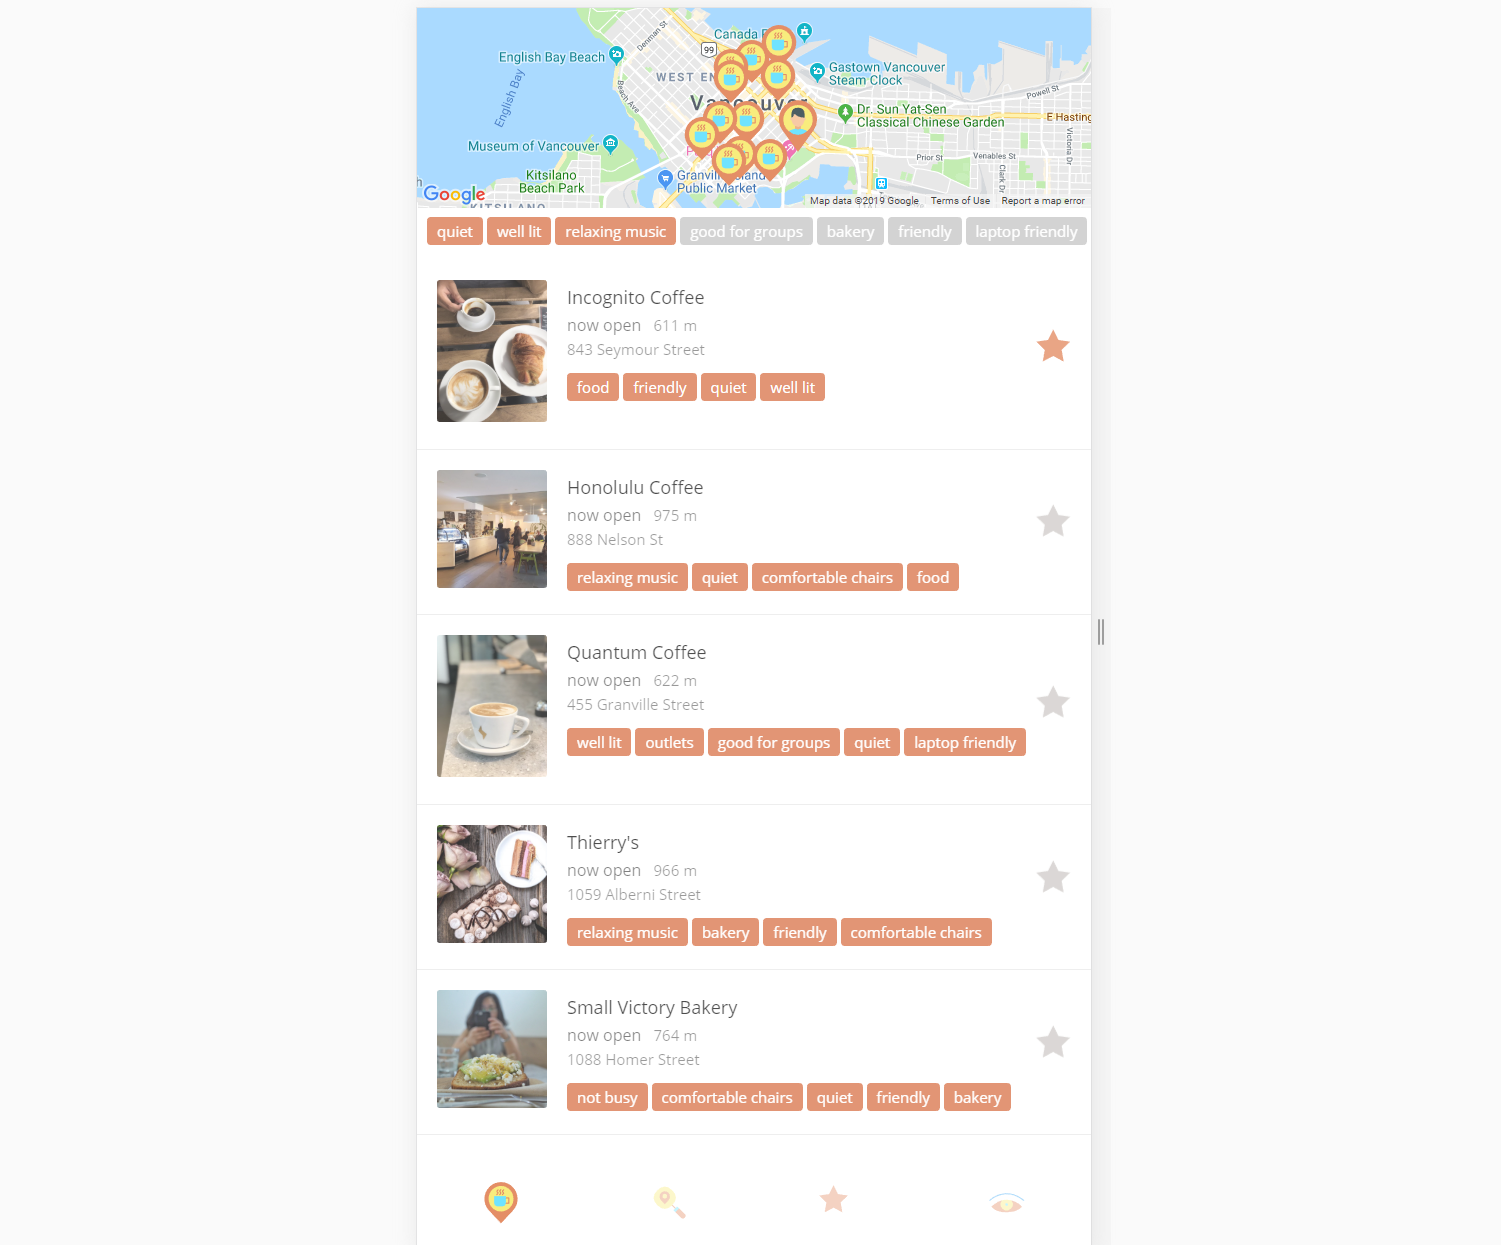 Denman St
Canada
99
English Bay Beach
WEST EN
Gastown Vancouver
Steam Clock
English Bay
Beach Ave
Vancouver
Powell St
Dr. Sun Yat-Sen
Classical Chinese Garden
E Hasting
Museum of Vancouver
Prior St
Venables St
Victoria Dr
Clark Dr
Kitsilano
Beach Park
Granville Island
Public Market
Google
KITSILANO
Map data ©2019 Google Terms of Use Report a map error
quiet well lit relaxing music good for groups bakery friendly laptop friendly
Incognito Coffee
now open 611 m
843 Seymour Street
food friendly quiet well lit
Honolulu Coffee
now open 975 m
888 Nelson St
relaxing music quiet comfortable chairs food
Quantum Coffee
now open 622 m
455 Granville Street
well lit outlets good for groups quiet laptop friendly
Thierry's
now open 966 m
1059 Alberni Street
relaxing music bakery friendly comfortable chairs
Small Victory Bakery
now open 764 m
1088 Homer Street
not busy comfortable chairs quiet friendly bakery